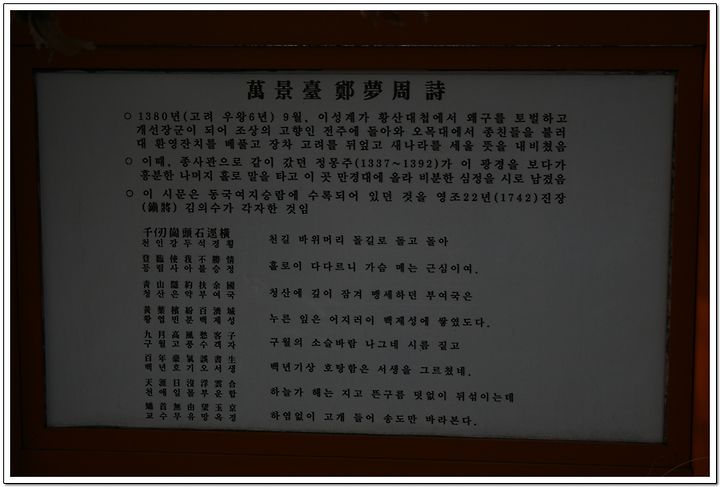 萬景臺 鄭夢周 詩
○ 1380년(고려 우왕6년) 9월, 이성계가 황산대첩에서 왜구를 토벌하고
개선장군이 되어 조상의 고향인 전주에 돌아와 오목대에서 종친들을 불러
대 환영잔치를 베풀고 장차 고려를 뒤엎고 새나라를 세울 뜻을 내비쳤음
○ 이때, 종사관으로 같이 갔던 정몽주(1337~1392)가 이 광경을 보다가
흥분한 나머지 홀로 말을 타고 이 곳 만경대에 올라 비분한 심정을 시로 남겼음
○ 이 시문은 동국여지승람에 수록되어 있던 것을 영조22년(1742)진장
(鎭將) 김의수가 각자한 것임
千仞崗頭石逕橫
천인강두석경횡 천길 바위머리 돌길로 돌고 돌아
登臨使我不勝情
등림사아불승정 홀로이 다다르니 가슴 메는 근심이여.
靑山隱約扶余國
청산은약부여국 청산에 깊이 잠겨 맹세하던 부여국은
黃葉檳紛百濟城
황엽빈분백제성 누른 잎은 어지러이 백제성에 쌓였도다.
九月高風愁客子
구월고풍수객자 구월의 소슬바람 나그네 시름 짙고
百年豪氣誤書生
백년호기오서생 백년기상 호탕함은 서생을 그르쳤네.
天涯日沒浮雲合
천애일몰부운합 하늘가 해는 지고 뜬구름 덧없이 뒤섞이는데
矯首無由望玉京
교수무유망옥경 하염없이 고개 들어 송도만 바라본다.